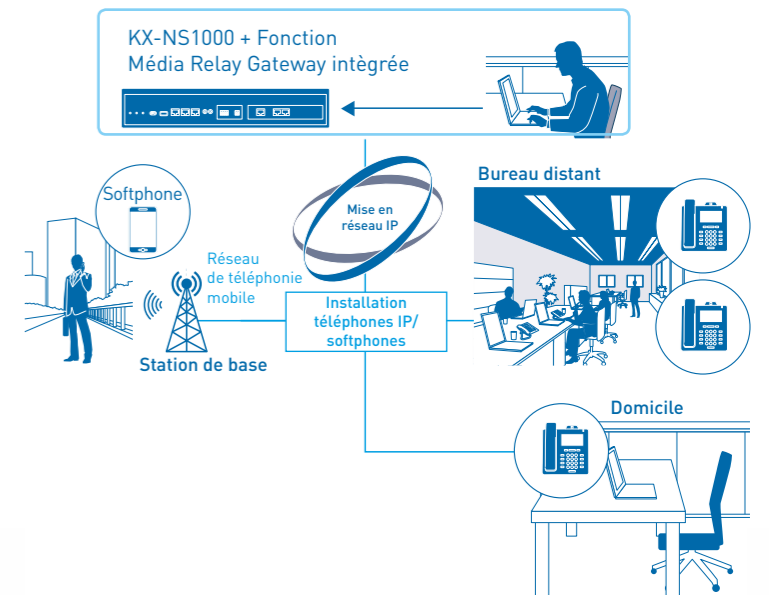 KX-NS1000 + Fonction
Média Relay Gateway intègrée
Softphone
Mise en
réseau IP
Bureau distant
Réseau
de téléphonie
mobile
Installation
téléphones IP/
softphones
Station de base
Domicile